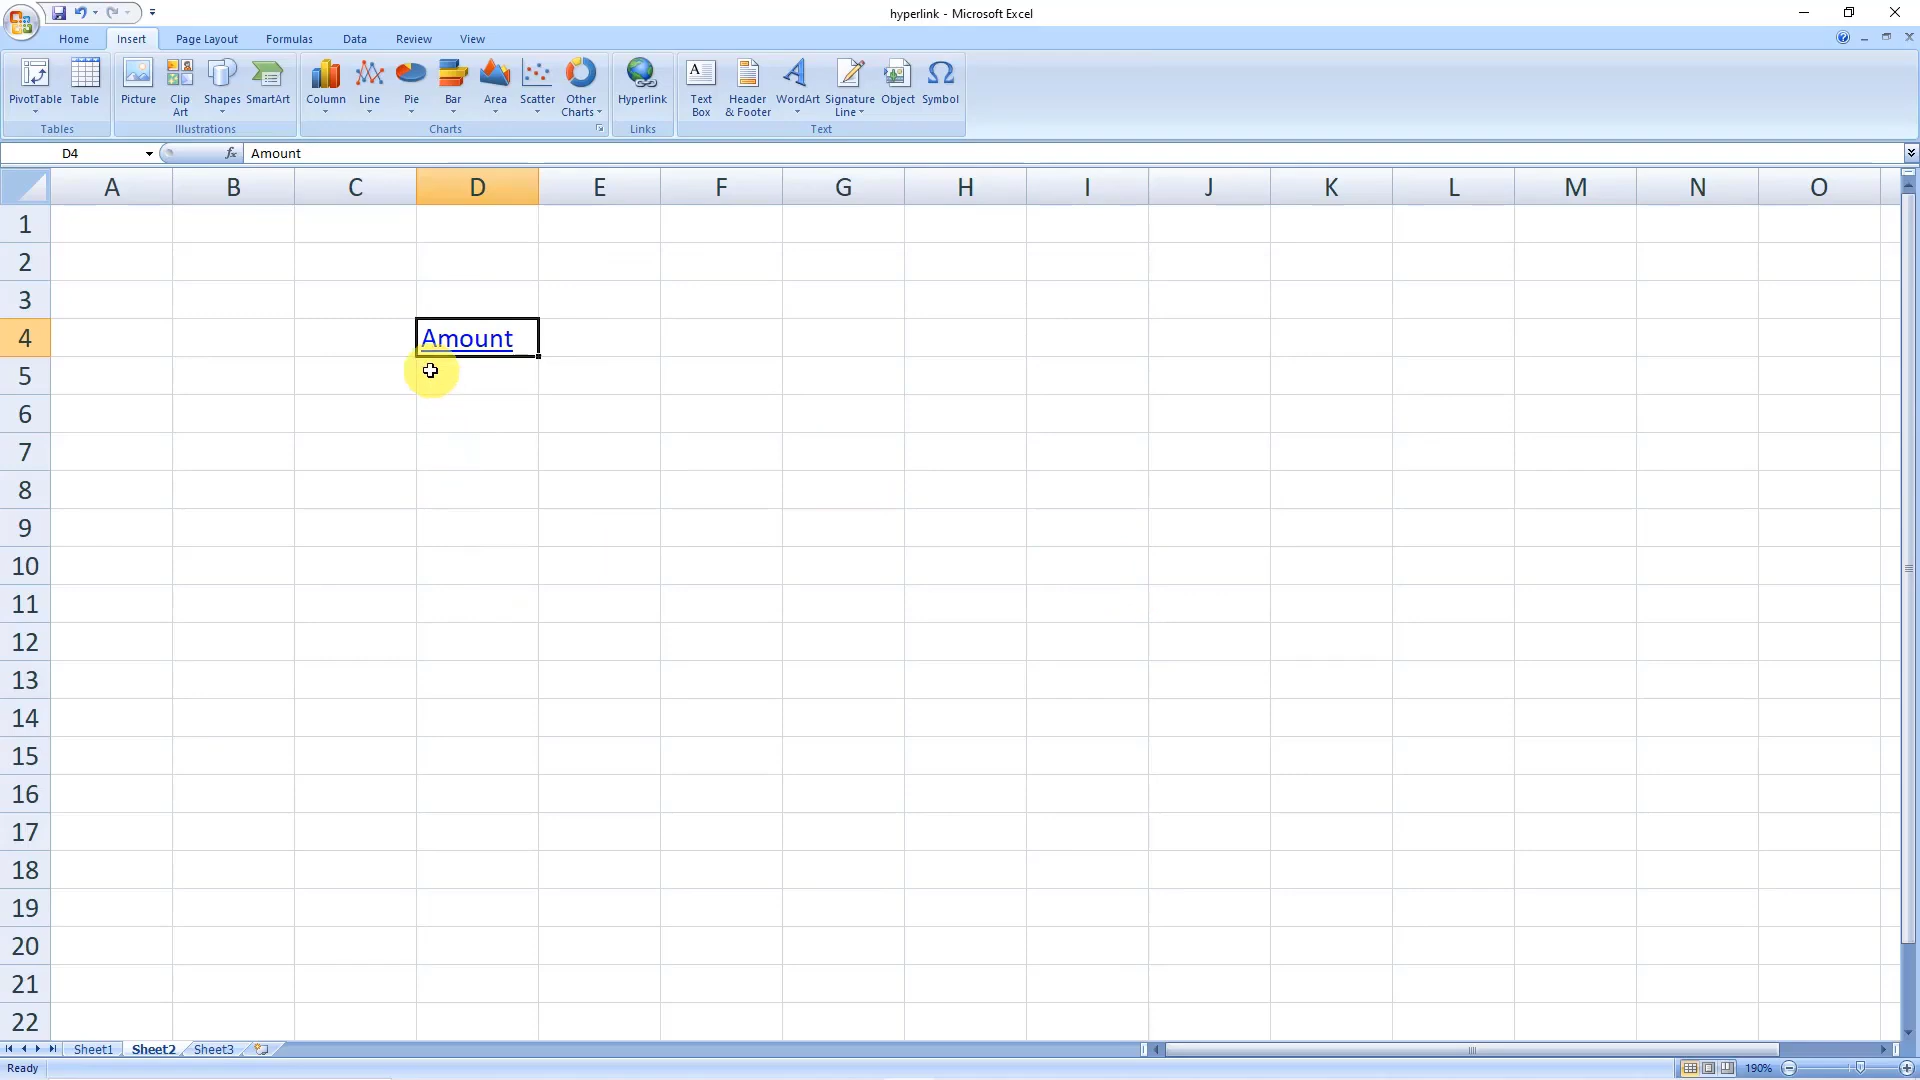 hyperlink - Microsoft Excel
Home Insert Page Layout Formulas Data Review View
PivotTable Table Picture Clip Art Shapes SmartArt Column Line Pie Bar Area Scatter Other Charts Hyperlink Text Box Header & Footer WordArt Signature Line Object Symbol
Tables Illustrations Charts Links Text
D4 fx Amount
A B C D E F G H I J K L M N O
1
2
3
4 Amount
5
6
7
8
9
10
11
12
13
14
15
16
17
18
19
20
21
22
Sheet1 Sheet2 Sheet3
Ready 190%